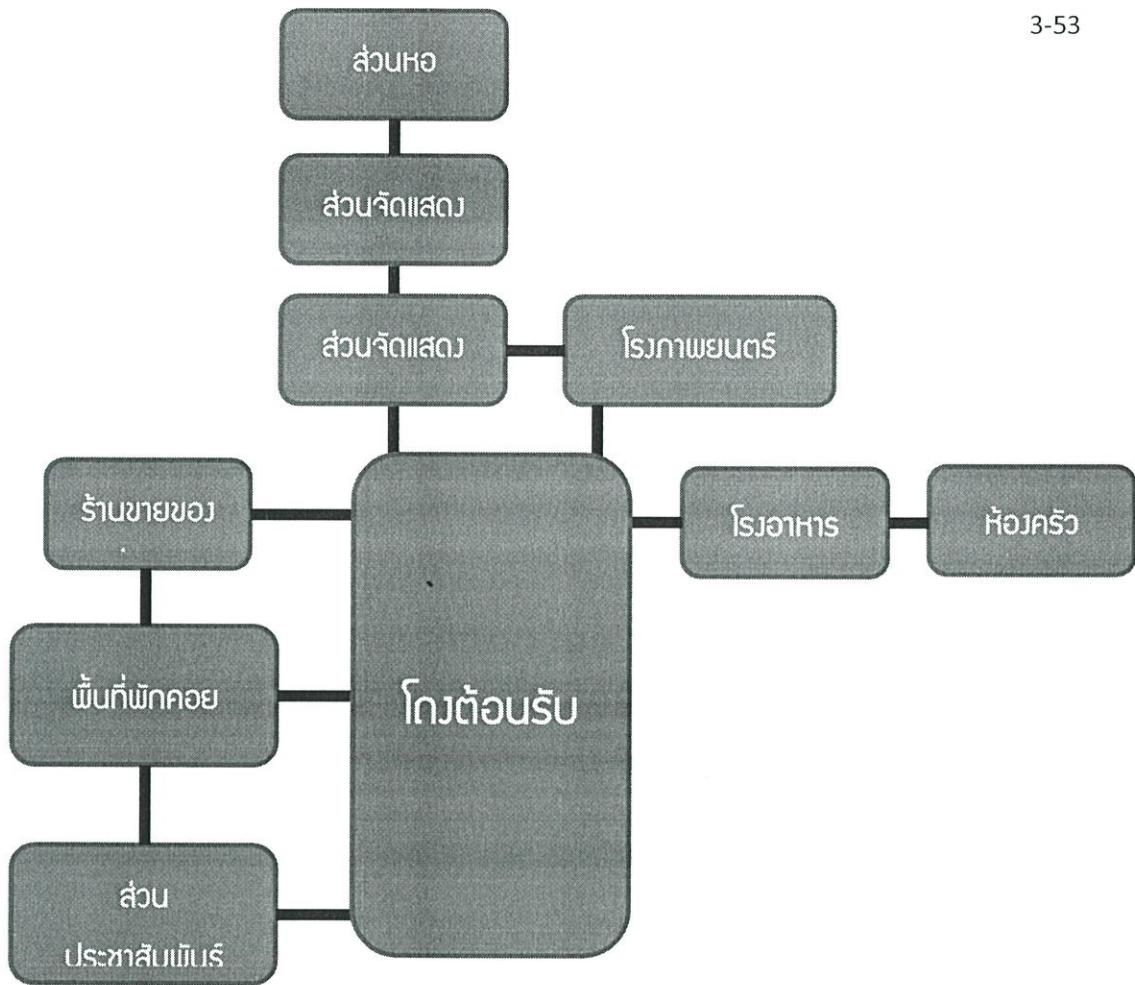 3-53
ส่วนหอ
ส่วนจัดแสดง
ส่วนจัดแสดง
โรงภาพยนตร์
ร้านขายของ
โรงอาหาร
ห้องครัว
พื้นที่พักคอย
โถงต้อนรับ
ส่วน
ประชาสัมพันธ์